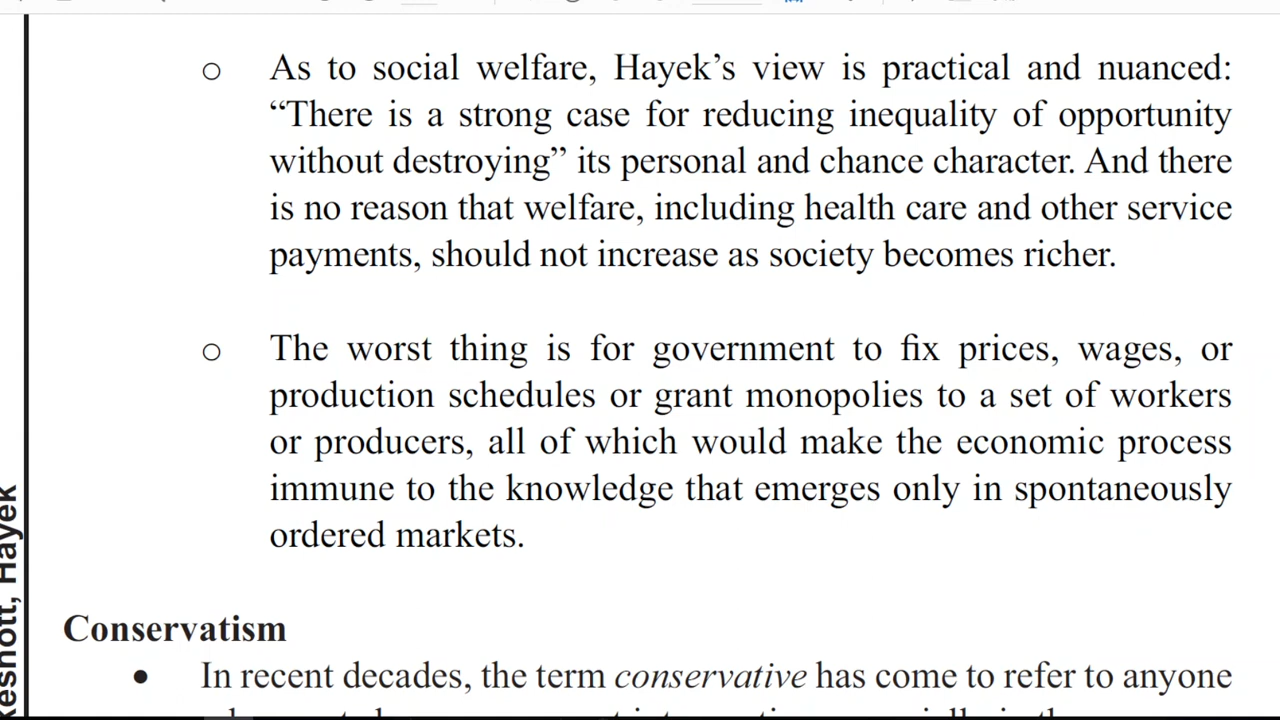 ○ As to social welfare, Hayek’s view is practical and nuanced:
“There is a strong case for reducing inequality of opportunity
without destroying” its personal and chance character. And there
is no reason that welfare, including health care and other service
payments, should not increase as society becomes richer.
○ The worst thing is for government to fix prices, wages, or
production schedules or grant monopolies to a set of workers
or producers, all of which would make the economic process
immune to the knowledge that emerges only in spontaneously
ordered markets.
Conservatism
• In recent decades, the term conservative has come to refer to anyone
Hayek